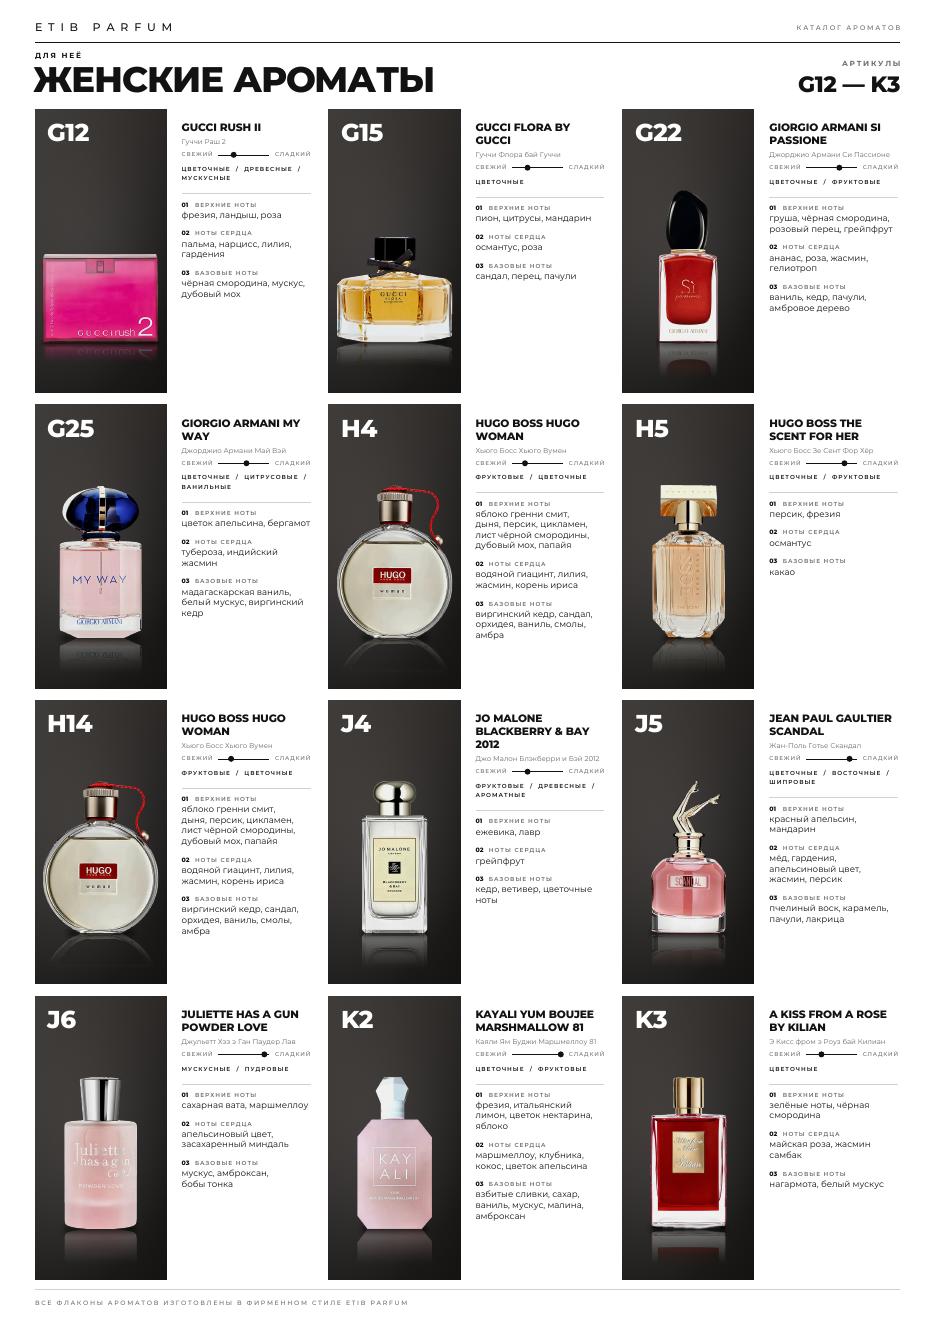 ETIB PARFUM
КАТАЛОГ АРОМАТОВ
ДЛЯ НЕЁ
ЖЕНСКИЕ АРОМАТЫ
АРТИКУЛЫ
G12 — K3
G12
GUCCI rush 2
GUCCI RUSH II
Гуччи Раш 2
СВЕЖИЙ СЛАДКИЙ
ЦВЕТОЧНЫЕ / ДРЕВЕСНЫЕ /
МУСКУСНЫЕ
01 ВЕРХНИЕ НОТЫ
фрезия, ландыш, роза
02 НОТЫ СЕРДЦА
пальма, нарцисс, лилия,
гардения
03 БАЗОВЫЕ НОТЫ
чёрная смородина, мускус,
дубовый мох
G15
GUCCI
FLORA
GUCCI FLORA BY
GUCCI
Гуччи Флора бай Гуччи
СВЕЖИЙ СЛАДКИЙ
ЦВЕТОЧНЫЕ
01 ВЕРХНИЕ НОТЫ
пион, цитрусы, мандарин
02 НОТЫ СЕРДЦА
османтус, роза
03 БАЗОВЫЕ НОТЫ
сандал, перец, пачули
G22
Sì
passione
GIORGIO ARMANI
GIORGIO ARMANI SI
PASSIONE
Джорджио Армани Си Пассионе
СВЕЖИЙ СЛАДКИЙ
ЦВЕТОЧНЫЕ / ФРУКТОВЫЕ
01 ВЕРХНИЕ НОТЫ
груша, чёрная смородина,
розовый перец, грейпфрут
02 НОТЫ СЕРДЦА
ананас, роза, жасмин,
гелиотроп
03 БАЗОВЫЕ НОТЫ
ваниль, кедр, пачули,
амбровое дерево
G25
MY WAY
GIORGIO ARMANI
GIORGIO ARMANI MY
WAY
Джорджио Армани Май Вэй
СВЕЖИЙ СЛАДКИЙ
ЦВЕТОЧНЫЕ / ЦИТРУСОВЫЕ /
ВАНИЛЬНЫЕ
01 ВЕРХНИЕ НОТЫ
цветок апельсина, бергамот
02 НОТЫ СЕРДЦА
тубероза, индийский
жасмин
03 БАЗОВЫЕ НОТЫ
мадагаскарская ваниль,
белый мускус, виргинский
кедр
H4
HUGO
woman
HUGO BOSS HUGO
WOMAN
Хьюго Босс Хьюго Вумен
СВЕЖИЙ СЛАДКИЙ
ФРУКТОВЫЕ / ЦВЕТОЧНЫЕ
01 ВЕРХНИЕ НОТЫ
яблоко гренни смит,
дыня, персик, цикламен,
лист чёрной смородины,
дубовый мох, папайя
02 НОТЫ СЕРДЦА
водяной гиацинт, лилия,
жасмин, корень ириса
03 БАЗОВЫЕ НОТЫ
виргинский кедр, сандал,
орхидея, ваниль, смолы,
амбра
H5
BOSS
HUGO BOSS THE
SCENT FOR HER
Хьюго Босс Зе Сент Фор Хёр
СВЕЖИЙ СЛАДКИЙ
ЦВЕТОЧНЫЕ / ФРУКТОВЫЕ
01 ВЕРХНИЕ НОТЫ
персик, фрезия
02 НОТЫ СЕРДЦА
османтус
03 БАЗОВЫЕ НОТЫ
какао
H14
HUGO
woman
HUGO BOSS HUGO
WOMAN
Хьюго Босс Хьюго Вумен
СВЕЖИЙ СЛАДКИЙ
ФРУКТОВЫЕ / ЦВЕТОЧНЫЕ
01 ВЕРХНИЕ НОТЫ
яблоко гренни смит,
дыня, персик, цикламен,
лист чёрной смородины,
дубовый мох, папайя
02 НОТЫ СЕРДЦА
водяной гиацинт, лилия,
жасмин, корень ириса
03 БАЗОВЫЕ НОТЫ
виргинский кедр, сандал,
орхидея, ваниль, смолы,
амбра
J4
JO MALONE
LONDON
BLACKBERRY
& BAY
COLOGNE
JO MALONE
BLACKBERRY & BAY
2012
Джо Малон Блэкберри и Бэй 2012
СВЕЖИЙ СЛАДКИЙ
ФРУКТОВЫЕ / ДРЕВЕСНЫЕ /
АРОМАТНЫЕ
01 ВЕРХНИЕ НОТЫ
ежевика, лавр
02 НОТЫ СЕРДЦА
грейпфрут
03 БАЗОВЫЕ НОТЫ
кедр, ветивер, цветочные
ноты
J5
SCANDAL
JEAN PAUL GAULTIER
SCANDAL
Жан-Поль Готье Скандал
СВЕЖИЙ СЛАДКИЙ
ЦВЕТОЧНЫЕ / ВОСТОЧНЫЕ /
ШИПРОВЫЕ
01 ВЕРХНИЕ НОТЫ
красный апельсин,
мандарин
02 НОТЫ СЕРДЦА
мёд, гардения,
апельсиновый цвет,
жасмин, персик
03 БАЗОВЫЕ НОТЫ
пчелиный воск, карамель,
пачули, лакрица
J6
Juliette
has a gun
POWDER LOVE
JULIETTE HAS A GUN
POWDER LOVE
Джульетт Хэз э Ган Паудер Лав
СВЕЖИЙ СЛАДКИЙ
МУСКУСНЫЕ / ПУДРОВЫЕ
01 ВЕРХНИЕ НОТЫ
сахарная вата, маршмеллоу
02 НОТЫ СЕРДЦА
апельсиновый цвет,
засахаренный миндаль
03 БАЗОВЫЕ НОТЫ
мускус, амброксан,
бобы тонка
K2
KAY
ALI
KAYALI YUM BOUJEE
MARSHMALLOW 81
Каяли Ям Буджи Маршмеллоу 81
СВЕЖИЙ СЛАДКИЙ
ЦВЕТОЧНЫЕ / ФРУКТОВЫЕ
01 ВЕРХНИЕ НОТЫ
фрезия, итальянский
лимон, цветок нектарина,
яблоко
02 НОТЫ СЕРДЦА
маршмеллоу, клубника,
кокос, цветок апельсина
03 БАЗОВЫЕ НОТЫ
взбитые сливки, сахар,
ваниль, мускус, малина,
амброксан
K3
Kilian
A KISS FROM A ROSE
BY KILIAN
Э Кисс фром э Роуз бай Килиан
СВЕЖИЙ СЛАДКИЙ
ЦВЕТОЧНЫЕ
01 ВЕРХНИЕ НОТЫ
зелёные ноты, чёрная
смородина
02 НОТЫ СЕРДЦА
майская роза, жасмин
самбак
03 БАЗОВЫЕ НОТЫ
нагармота, белый мускус
ВСЕ ФЛАКОНЫ АРОМАТОВ ИЗГОТОВЛЕНЫ В ФИРМЕННОМ СТИЛЕ ETIB PARFUM